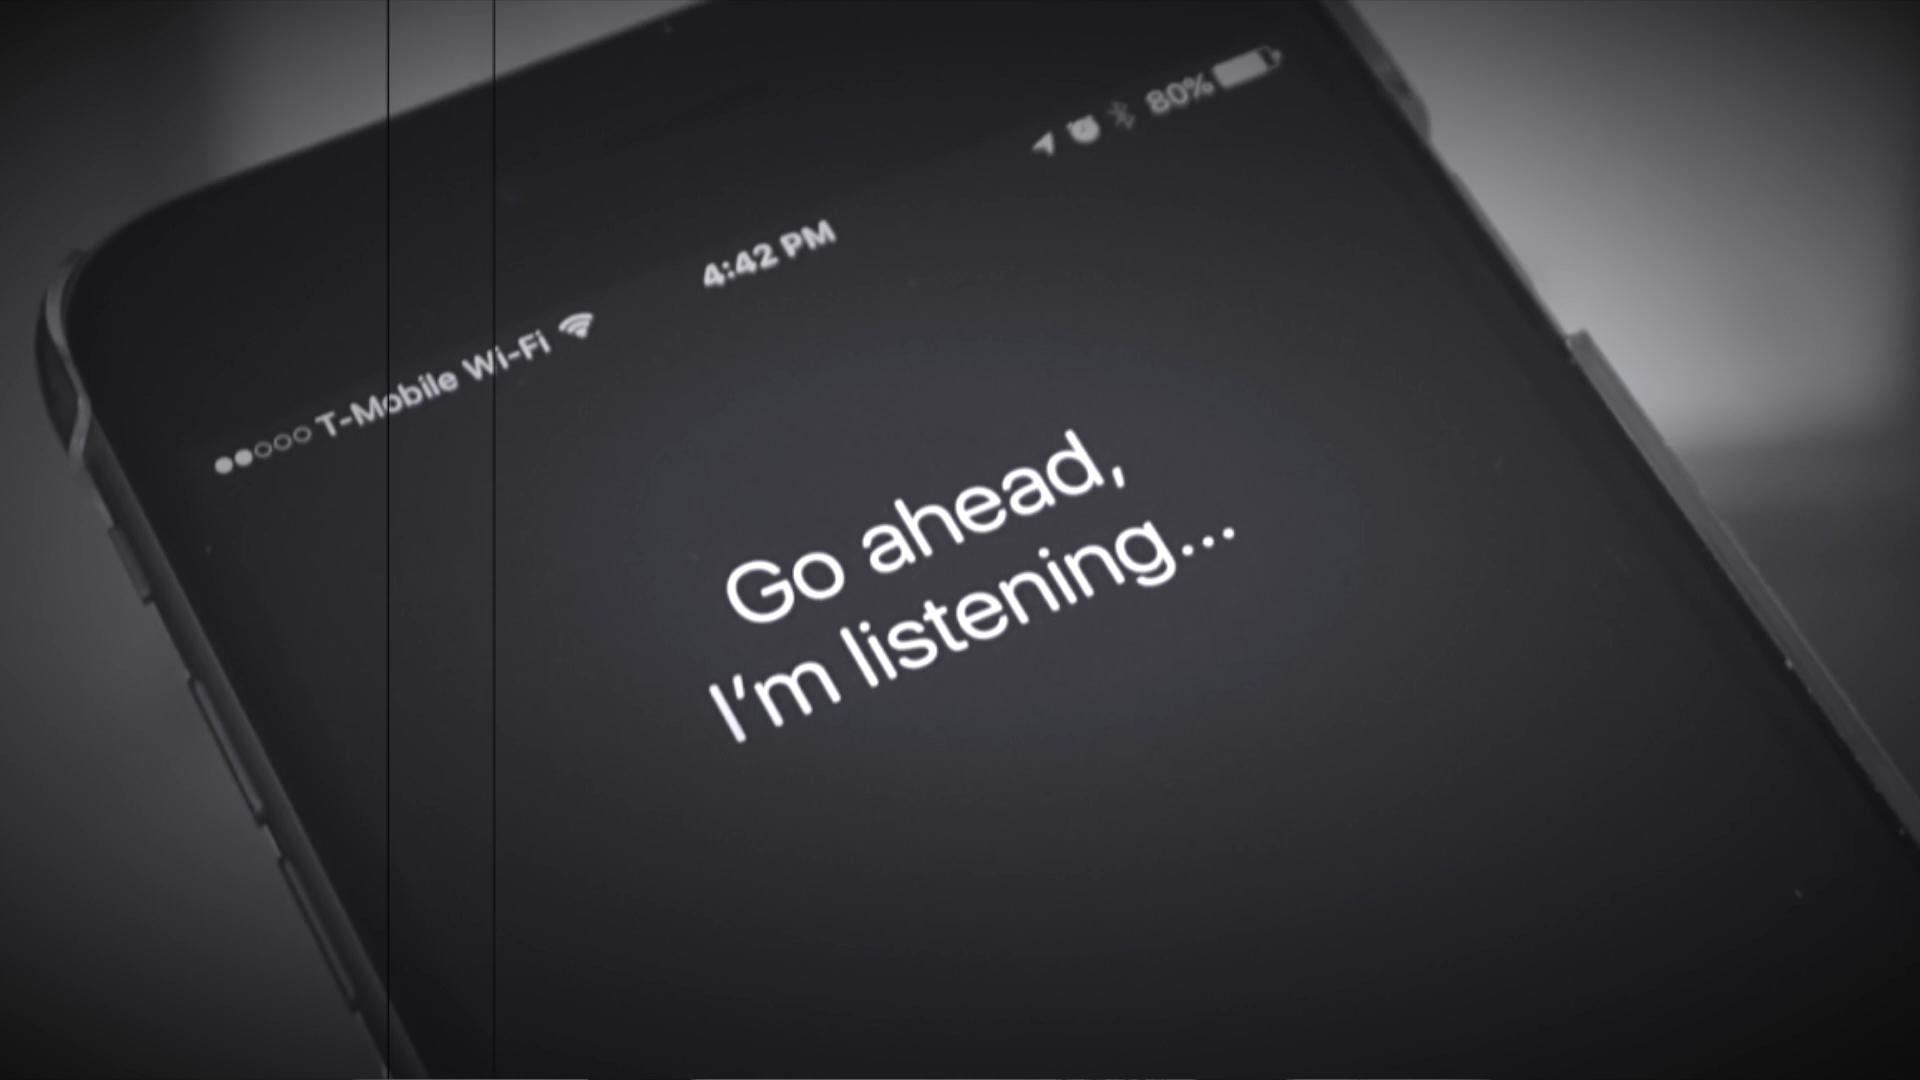 T-Mobile Wi-Fi
4:42 PM
80%
Go ahead,
I'm listening...